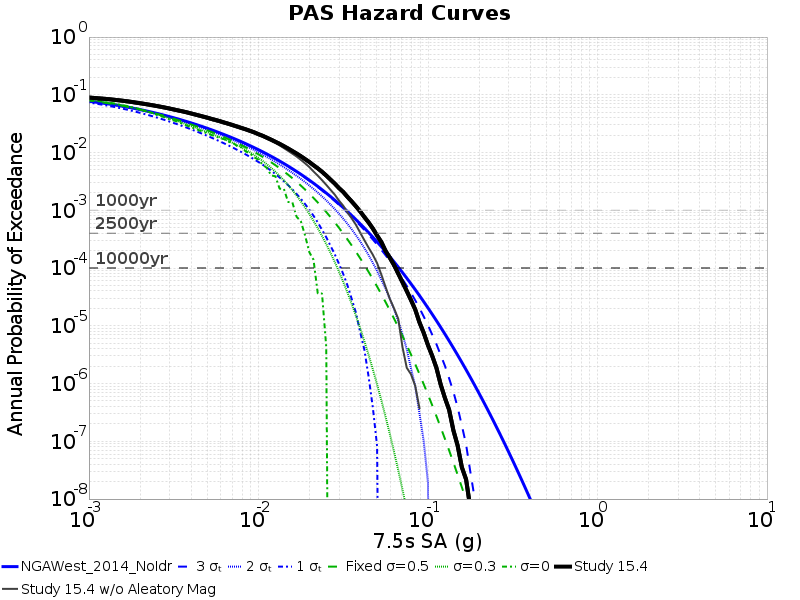 PAS Hazard Curves
Annual Probability of Exceedance
10^0
10^-1
10^-2
10^-3
10^-4
10^-5
10^-6
10^-7
10^-8
1000yr
2500yr
10000yr
10^-3 10^-2 10^-1 10^0 10^1
7.5s SA (g)
NGAWest_2014_NoIdr 3 σₜ 2 σₜ 1 σₜ Fixed σ=0.5 σ=0.3 σ=0 Study 15.4
Study 15.4 w/o Aleatory Mag